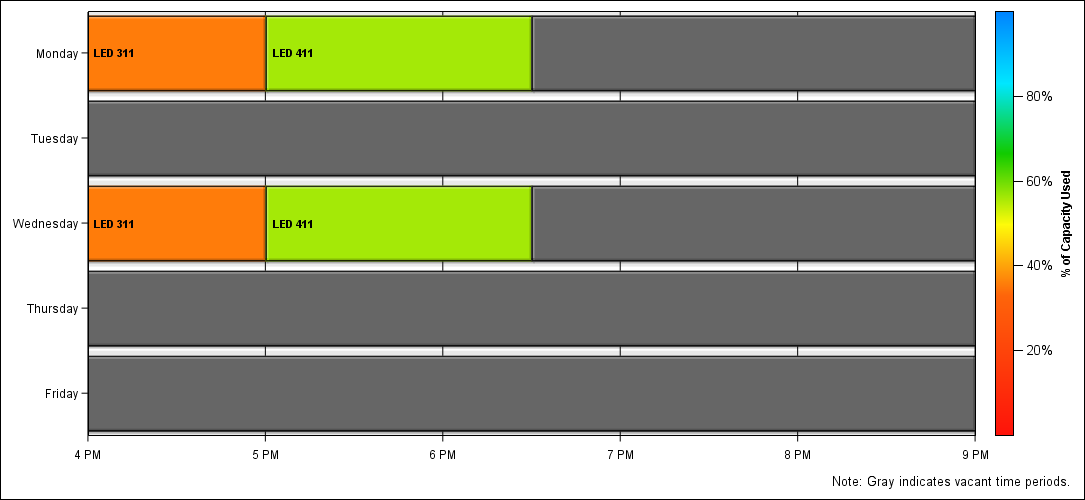 Monday
LED 311
LED 411
Tuesday
Wednesday
LED 311
LED 411
Thursday
Friday
4 PM
5 PM
6 PM
7 PM
8 PM
9 PM
80%
60%
40%
20%
% of Capacity Used
Note: Gray indicates vacant time periods.